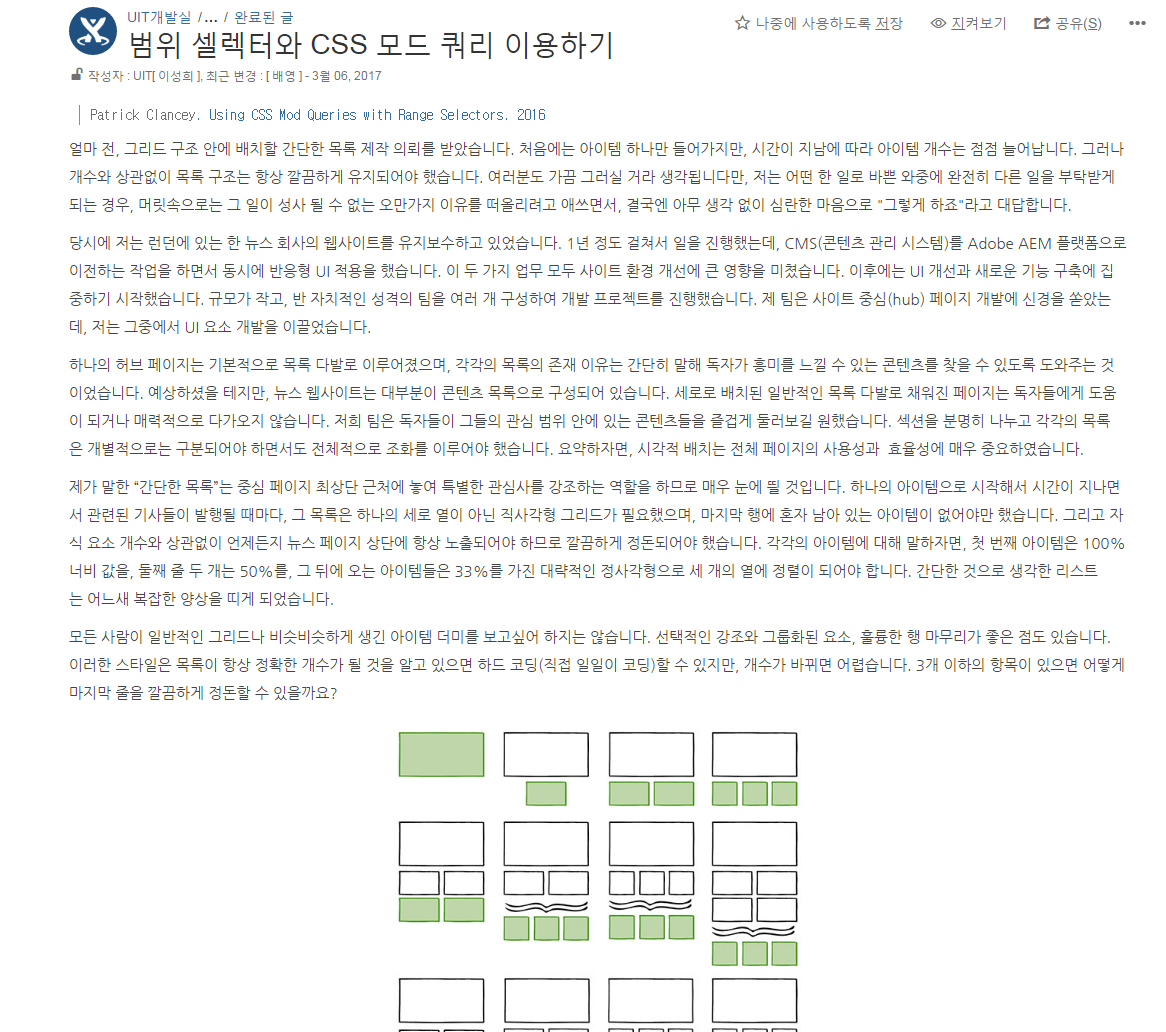 UIT개발실 /... / 완료된 글
나중에 사용하도록 저장 지켜보기 공유(S) •••
범위 셀렉터와 CSS 모드 쿼리 이용하기
작성자 : UIT[ 이성희 ], 최근 변경 : [ 배영 ] - 3월 06, 2017
Patrick Clancey. Using CSS Mod Queries with Range Selectors. 2016
얼마 전, 그리드 구조 안에 배치할 간단한 목록 제작 의뢰를 받았습니다. 처음에는 아이템 하나만 들어가지만, 시간이 지남에 따라 아이템 개수는 점점 늘어납니다. 그러나
개수와 상관없이 목록 구조는 항상 깔끔하게 유지되어야 했습니다. 여러분도 가끔 그러실 거라 생각됩니다만, 저는 어떤 한 일로 바쁜 와중에 완전히 다른 일을 부탁받게
되는 경우, 머릿속으로는 그 일이 성사 될 수 없는 오만가지 이유를 떠올리려고 애쓰면서, 결국엔 아무 생각 없이 심란한 마음으로 "그렇게 하죠"라고 대답합니다.
당시에 저는 런던에 있는 한 뉴스 회사의 웹사이트를 유지보수하고 있었습니다. 1년 정도 걸쳐서 일을 진행했는데, CMS(콘텐츠 관리 시스템)를 Adobe AEM 플랫폼으로
이전하는 작업을 하면서 동시에 반응형 UI 적용을 했습니다. 이 두 가지 업무 모두 사이트 환경 개선에 큰 영향을 미쳤습니다. 이후에는 UI 개선과 새로운 기능 구축에 집
중하기 시작했습니다. 규모가 작고, 반 자치적인 성격의 팀을 여러 개 구성하여 개발 프로젝트를 진행했습니다. 제 팀은 사이트 중심(hub) 페이지 개발에 신경을 쏟았는
데, 저는 그중에서 UI 요소 개발을 이끌었습니다.
하나의 허브 페이지는 기본적으로 목록 다발로 이루어졌으며, 각각의 목록의 존재 이유는 간단히 말해 독자가 흥미를 느낄 수 있는 콘텐츠를 찾을 수 있도록 도와주는 것
이었습니다. 예상하셨을 테지만, 뉴스 웹사이트는 대부분이 콘텐츠 목록으로 구성되어 있습니다. 세로로 배치된 일반적인 목록 다발로 채워진 페이지는 독자들에게 도움
이 되거나 매력적으로 다가오지 않습니다. 저희 팀은 독자들이 그들의 관심 범위 안에 있는 콘텐츠들을 즐겁게 둘러보길 원했습니다. 섹션을 분명히 나누고 각각의 목록
은 개별적으로는 구분되어야 하면서도 전체적으로 조화를 이루어야 했습니다. 요약하자면, 시각적 배치는 전체 페이지의 사용성과 효율성에 매우 중요하였습니다.
제가 말한 “간단한 목록”는 중심 페이지 최상단 근처에 놓여 특별한 관심사를 강조하는 역할을 하므로 매우 눈에 띌 것입니다. 하나의 아이템으로 시작해서 시간이 지나면
서 관련된 기사들이 발행될 때마다, 그 목록은 하나의 세로 열이 아닌 직사각형 그리드가 필요했으며, 마지막 행에 혼자 남아 있는 아이템이 없어야만 했습니다. 그리고 자
식 요소 개수와 상관없이 언제든지 뉴스 페이지 상단에 항상 노출되어야 하므로 깔끔하게 정돈되어야 했습니다. 각각의 아이템에 대해 말하자면, 첫 번째 아이템은 100%
너비 값을, 둘째 줄 두 개는 50%를, 그 뒤에 오는 아이템들은 33%를 가진 대략적인 정사각형으로 세 개의 열에 정렬이 되어야 합니다. 간단한 것으로 생각한 리스트
는 어느새 복잡한 양상을 띠게 되었습니다.
모든 사람이 일반적인 그리드나 비슷비슷하게 생긴 아이템 더미를 보고싶어 하지는 않습니다. 선택적인 강조와 그룹화된 요소, 훌륭한 행 마무리가 좋은 점도 있습니다.
이러한 스타일은 목록이 항상 정확한 개수가 될 것을 알고 있으면 하드 코딩(직접 일일이 코딩)할 수 있지만, 개수가 바뀌면 어렵습니다. 3개 이하의 항목이 있으면 어떻게
마지막 줄을 깔끔하게 정돈할 수 있을까요?